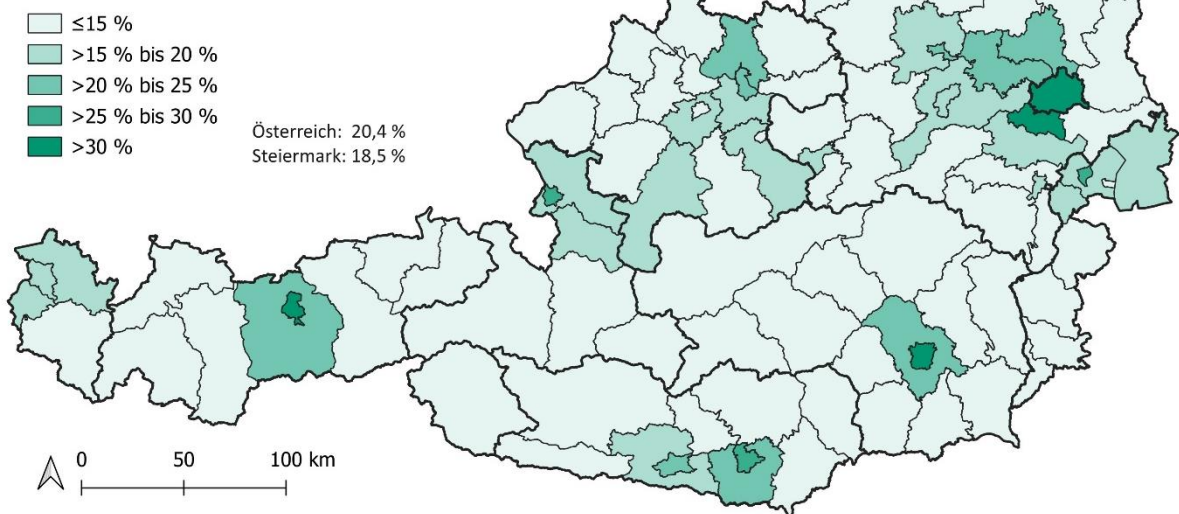 ≤15 %
>15 % bis 20 %
>20 % bis 25 %
>25 % bis 30 %
>30 %
Österreich: 20,4 %
Steiermark: 18,5 %
0 50 100 km